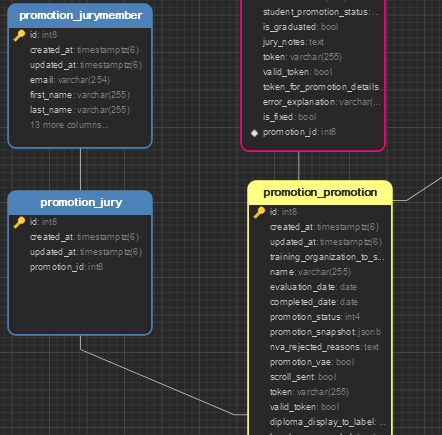 promotion_jurymember
id: int8
created_at: timestamptz(6)
updated_at: timestamptz(6)
email: varchar(254)
first_name: varchar(255)
last_name: varchar(255)
13 more columns...
promotion_jury
id: int8
created_at: timestamptz(6)
updated_at: timestamptz(6)
promotion_id: int8
student_promotion_status: ...
is_graduated: bool
jury_notes: text
token: varchar(255)
valid_token: bool
token_for_promotion_details...
error_explanation: varchar(...
is_fixed: bool
promotion_id: int8
promotion_promotion
id: int8
created_at: timestamptz(6)
updated_at: timestamptz(6)
training_organization_to_s...
name: varchar(255)
evaluation_date: date
completed_date: date
promotion_status: int4
promotion_snapshot: jsonb
nva_rejected_reasons: text
promotion_vae: bool
scroll_sent: bool
token: varchar(255)
valid_token: bool
diploma_display_to_label: ...